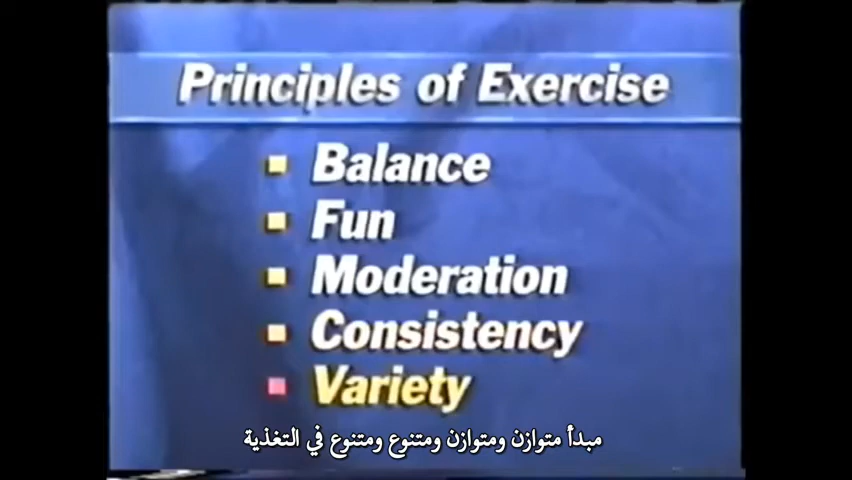 Principles of Exercise
Balance
Fun
Moderation
Consistency
Variety
مبدأ متوازن ومتوازن ومتنوع ومتنوع في التغذية